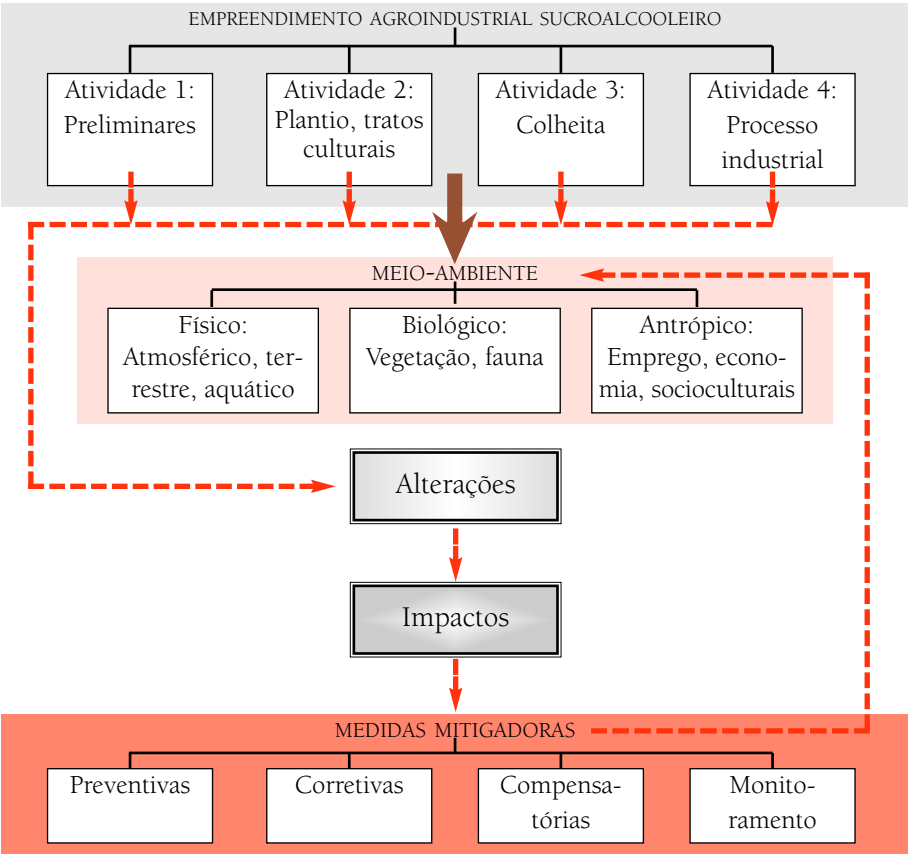 EMPREENDIMENTO AGROINDUSTRIAL SUCROALCOOLEIRO
Atividade 1:
Preliminares
Atividade 2:
Plantio, tratos
culturais
Atividade 3:
Colheita
Atividade 4:
Processo
industrial
MEIO-AMBIENTE
Físico:
Atmosférico, ter-
restre, aquático
Biológico:
Vegetação, fauna
Antrópico:
Emprego, econo-
mia, socioculturais
Alterações
Impactos
MEDIDAS MITIGADORAS
Preventivas
Corretivas
Compensa-
tórias
Monito-
ramento